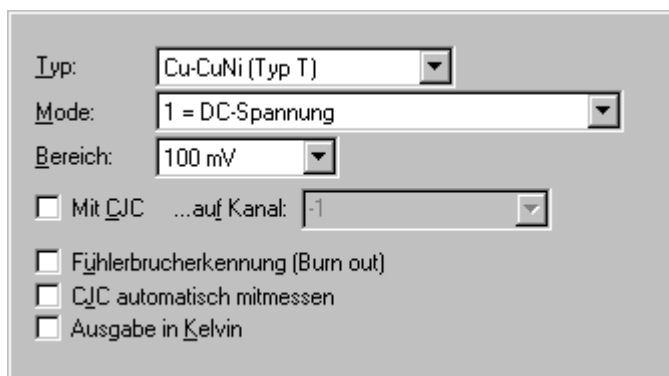 Typ: Cu-CuNi (Typ T)
Mode: 1 = DC-Spannung
Bereich: 100 mV
Mit CJC ...auf Kanal: -1
Fühlerbrucherkennung (Burn out)
CJC automatisch mitmessen
Ausgabe in Kelvin